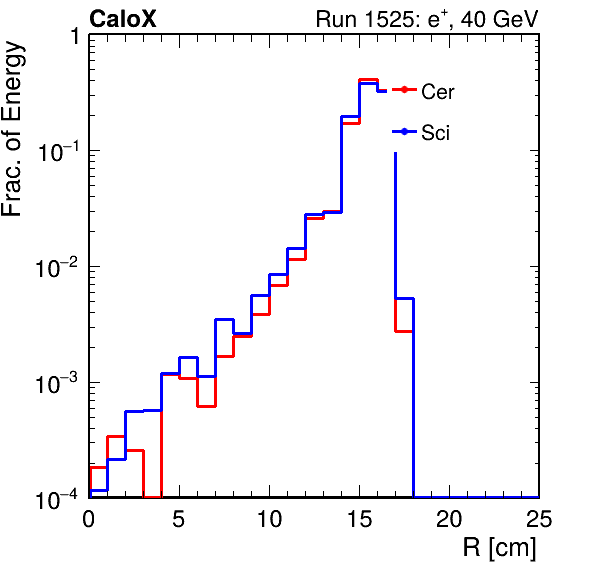 CaloX Run 1525: e⁺, 40 GeV
Frac. of Energy
1
10⁻¹
10⁻²
10⁻³
10⁻⁴
Cer
Sci
0 5 10 15 20 25
R [cm]